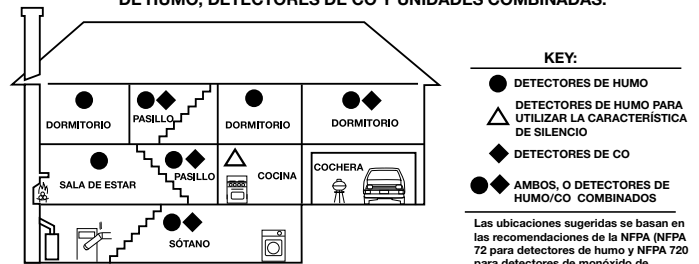 DE HUMO, DETECTORES DE CO Y UNIDADES COMBINADAS.
KEY:
DETECTORES DE HUMO
DETECTORES DE HUMO PARA
UTILIZAR LA CARACTERÍSTICA
DE SILENCIO
DETECTORES DE CO
AMBOS, O DETECTORES DE
HUMO/CO COMBINADOS
DORMITORIO
PASILLO
DORMITORIO
DORMITORIO
SALA DE ESTAR
PASILLO
COCINA
COCHERA
SÓTANO
Las ubicaciones sugeridas se basan en
las recomendaciones de la NFPA (NFPA
72 para detectores de humo y NFPA 720
para detectores de monóxido de